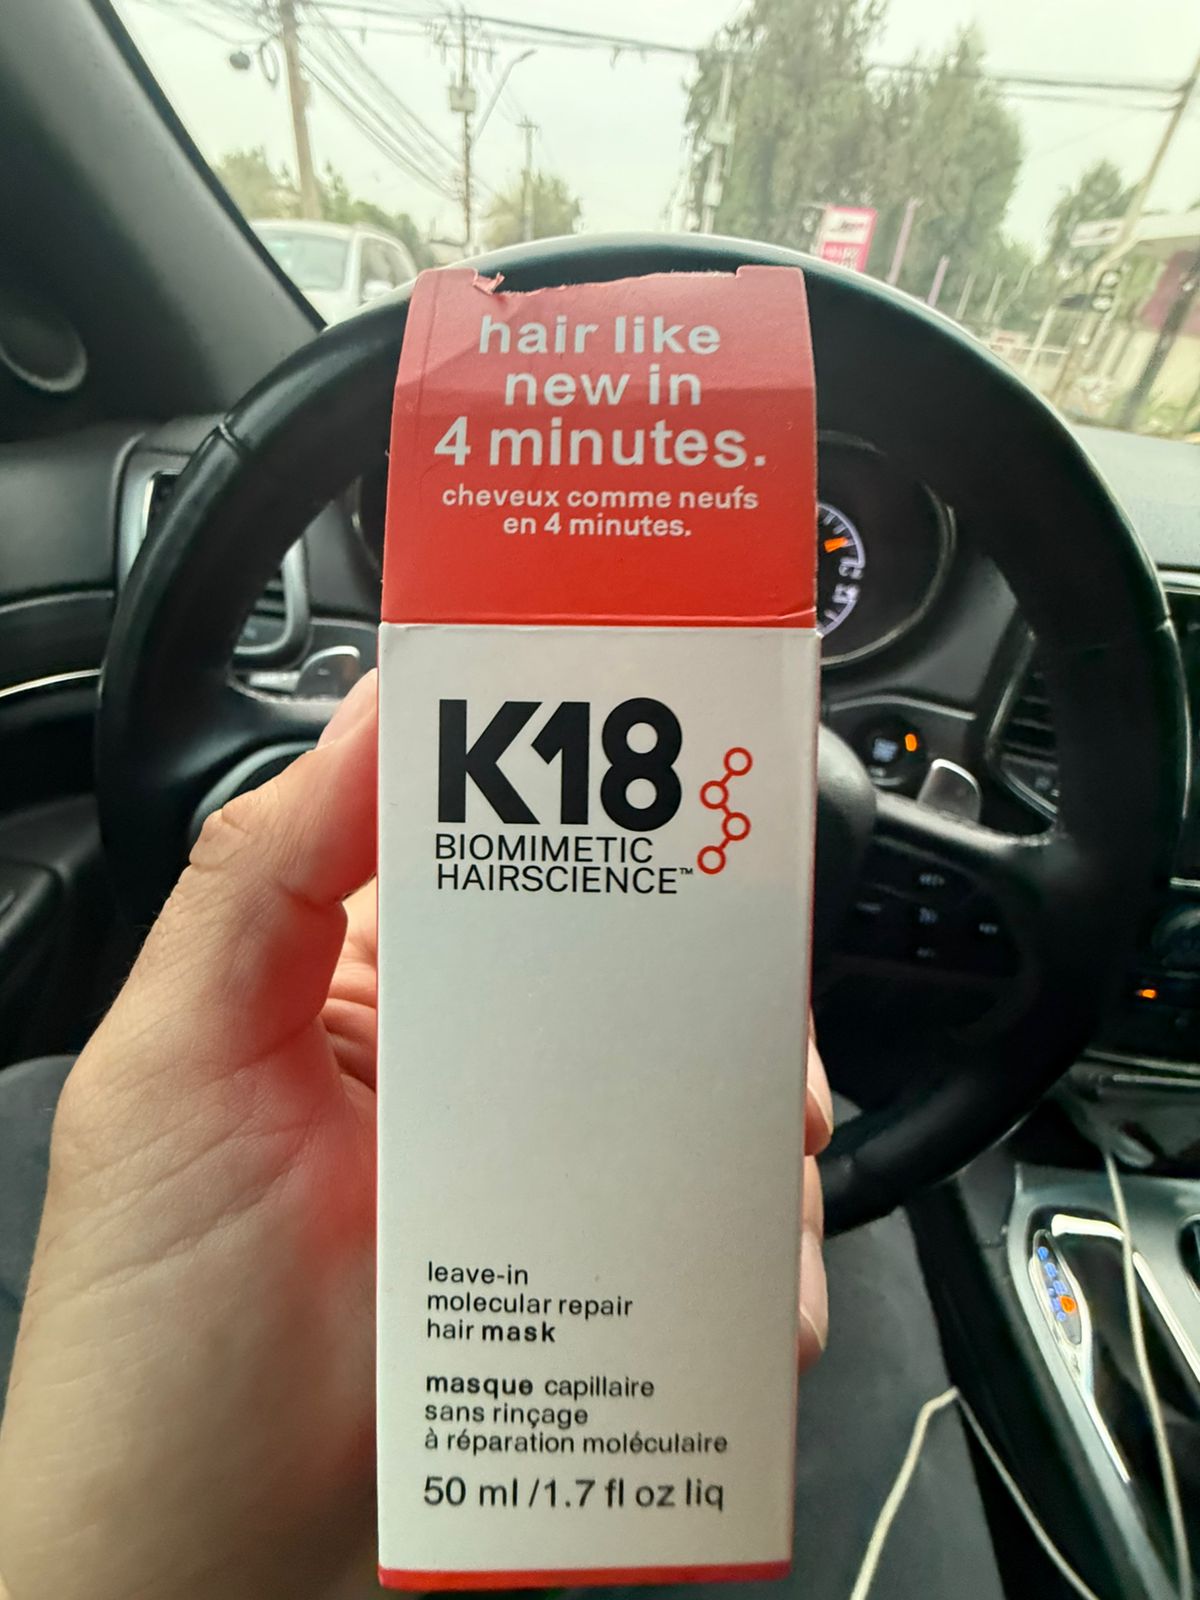 hair like
new in
4 minutes.
cheveux comme neufs
en 4 minutes.
K18
BIOMIMETIC
HAIRSCIENCE™
leave-in
molecular repair
hair mask
masque capillaire
sans rinçage
à réparation moléculaire
50 ml /1.7 fl oz liq